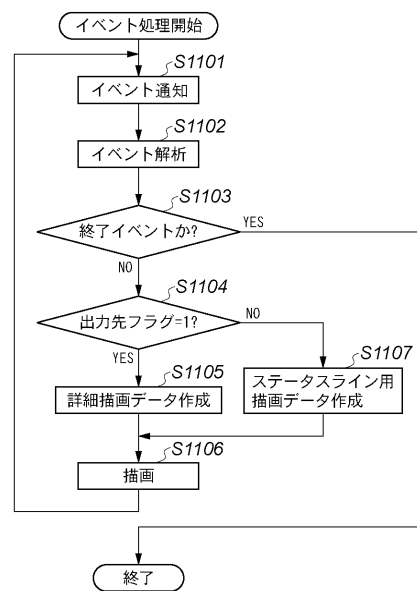 イベント処理開始
S1101
イベント通知
S1102
イベント解析
S1103
終了イベントか?
YES
NO
S1104
出力先フラグ=1?
NO
YES
S1105
詳細描画データ作成
S1107
ステータスライン用
描画データ作成
S1106
描画
終了